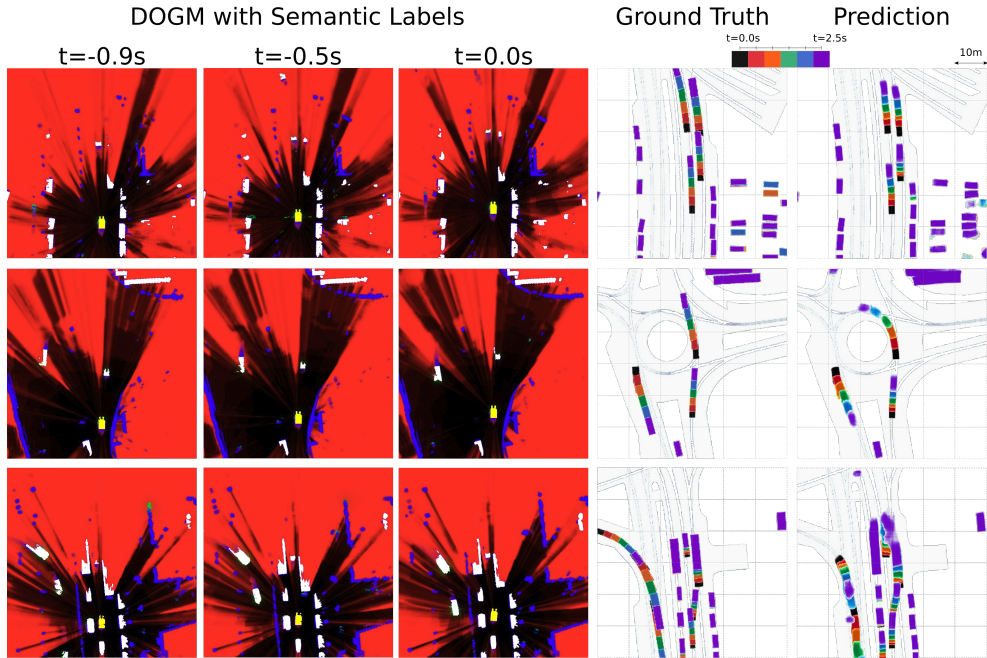 DOGM with Semantic Labels
Ground Truth
Prediction
t=0.0s
t=2.5s
t=-0.9s
t=-0.5s
t=0.0s
10m